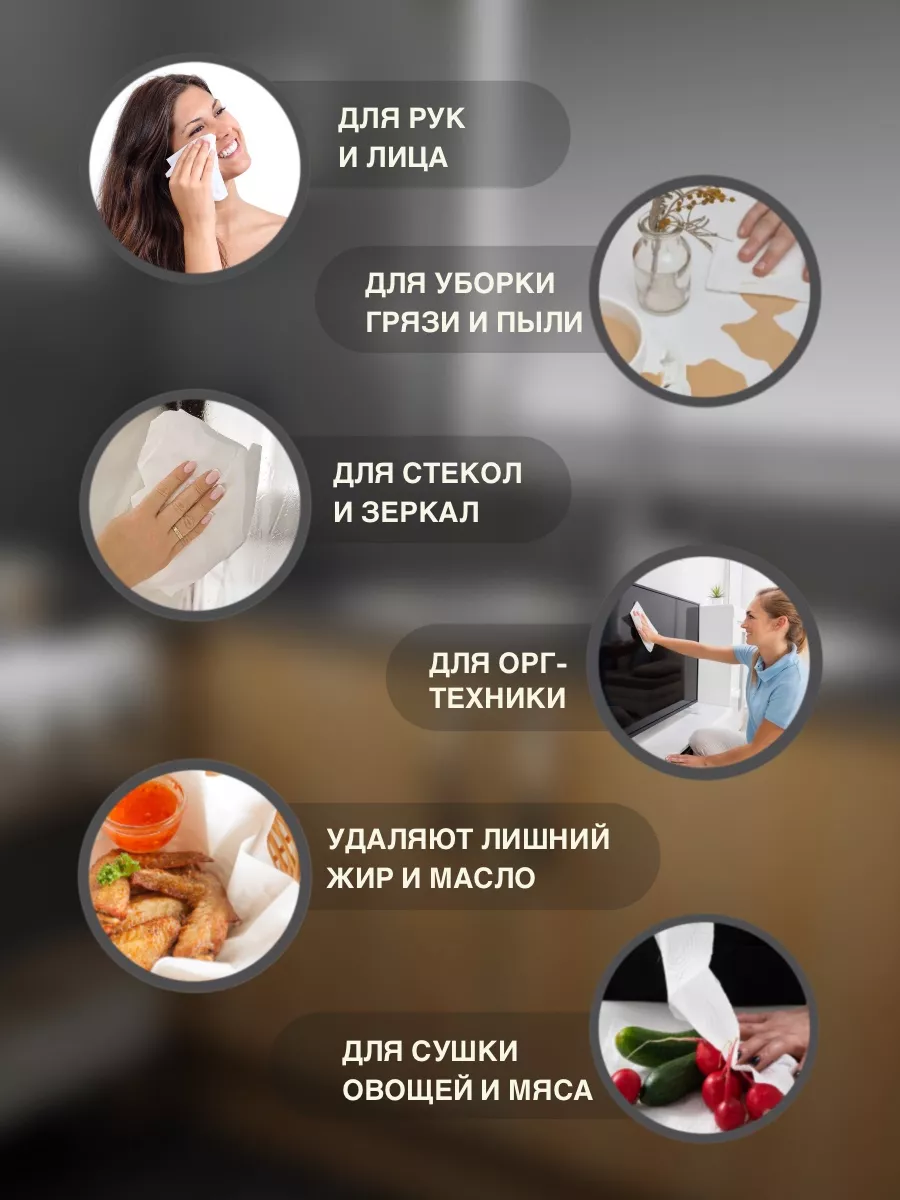 ДЛЯ РУК
И ЛИЦА
ДЛЯ УБОРКИ
ГРЯЗИ И ПЫЛИ
ДЛЯ СТЕКОЛ
И ЗЕРКАЛ
ДЛЯ ОРГ-
ТЕХНИКИ
УДАЛЯЮТ ЛИШНИЙ
ЖИР И МАСЛО
ДЛЯ СУШКИ
ОВОЩЕЙ И МЯСА